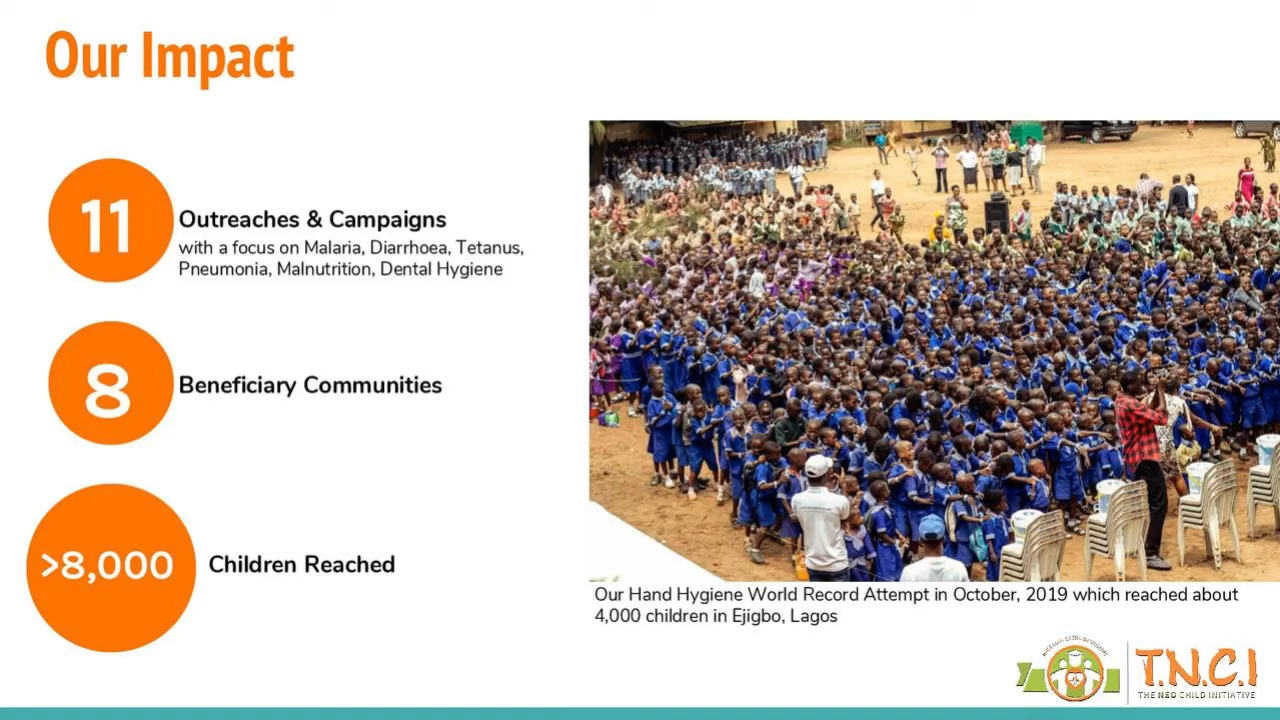 Our Impact
11
Outreaches & Campaigns
with a focus on Malaria, Diarrhoea, Tetanus,
Pneumonia, Malnutrition, Dental Hygiene
8
Beneficiary Communities
>8,000
Children Reached
Our Hand Hygiene World Record Attempt in October, 2019 which reached about
4,000 children in Ejigbo, Lagos
T.N.C.I
THE NEO CHILD INITIATIVE